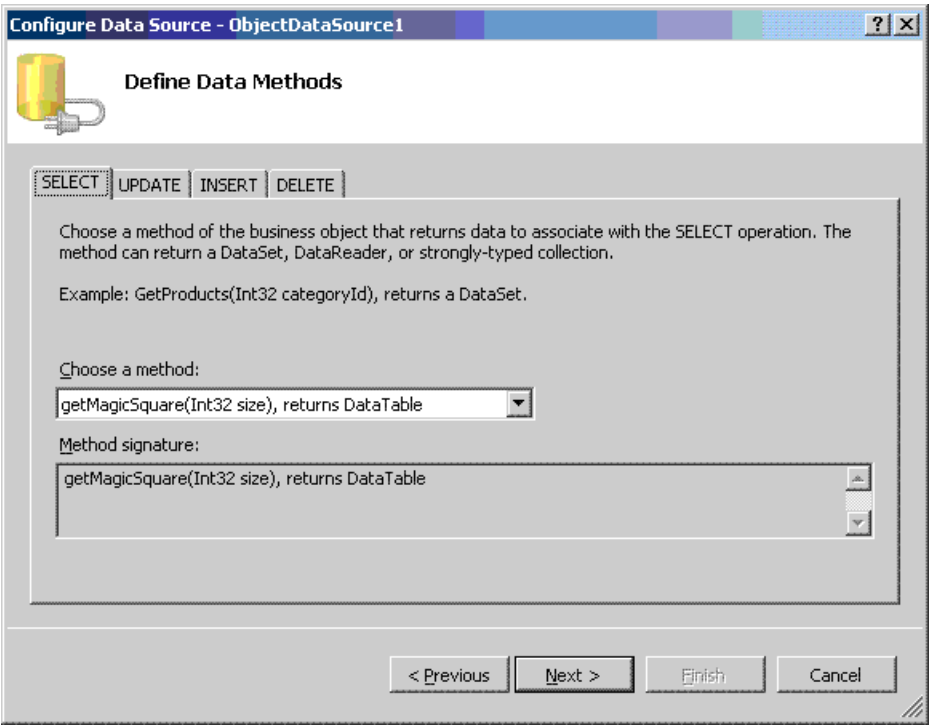 Configure Data Source - ObjectDataSource1
Define Data Methods
SELECT UPDATE INSERT DELETE
Choose a method of the business object that returns data to associate with the SELECT operation. The
method can return a DataSet, DataReader, or strongly-typed collection.
Example: GetProducts(Int32 categoryId), returns a DataSet.
Choose a method:
getMagicSquare(Int32 size), returns DataTable
Method signature:
getMagicSquare(Int32 size), returns DataTable
< Previous Next > Finish Cancel